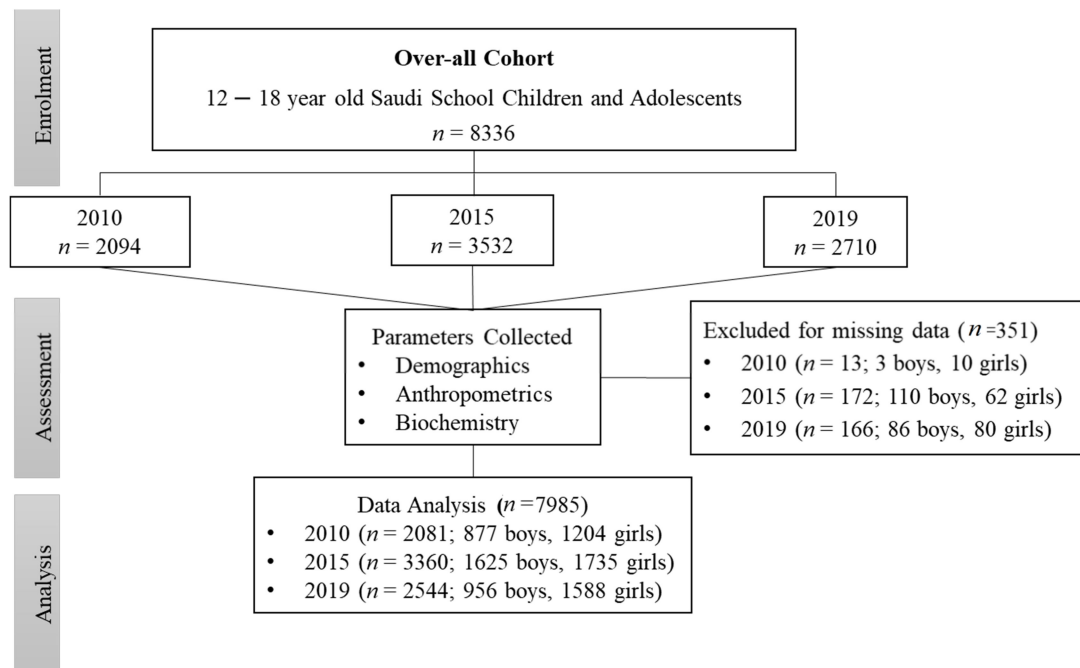 Enrolment
Over-all Cohort
12 – 18 year old Saudi School Children and Adolescents
n = 8336
2010
n = 2094
2015
n = 3532
2019
n = 2710
Assessment
Parameters Collected
• Demographics
• Anthropometrics
• Biochemistry
Excluded for missing data (n =351)
• 2010 (n = 13; 3 boys, 10 girls)
• 2015 (n = 172; 110 boys, 62 girls)
• 2019 (n = 166; 86 boys, 80 girls)
Analysis
Data Analysis (n =7985)
• 2010 (n = 2081; 877 boys, 1204 girls)
• 2015 (n = 3360; 1625 boys, 1735 girls)
• 2019 (n = 2544; 956 boys, 1588 girls)